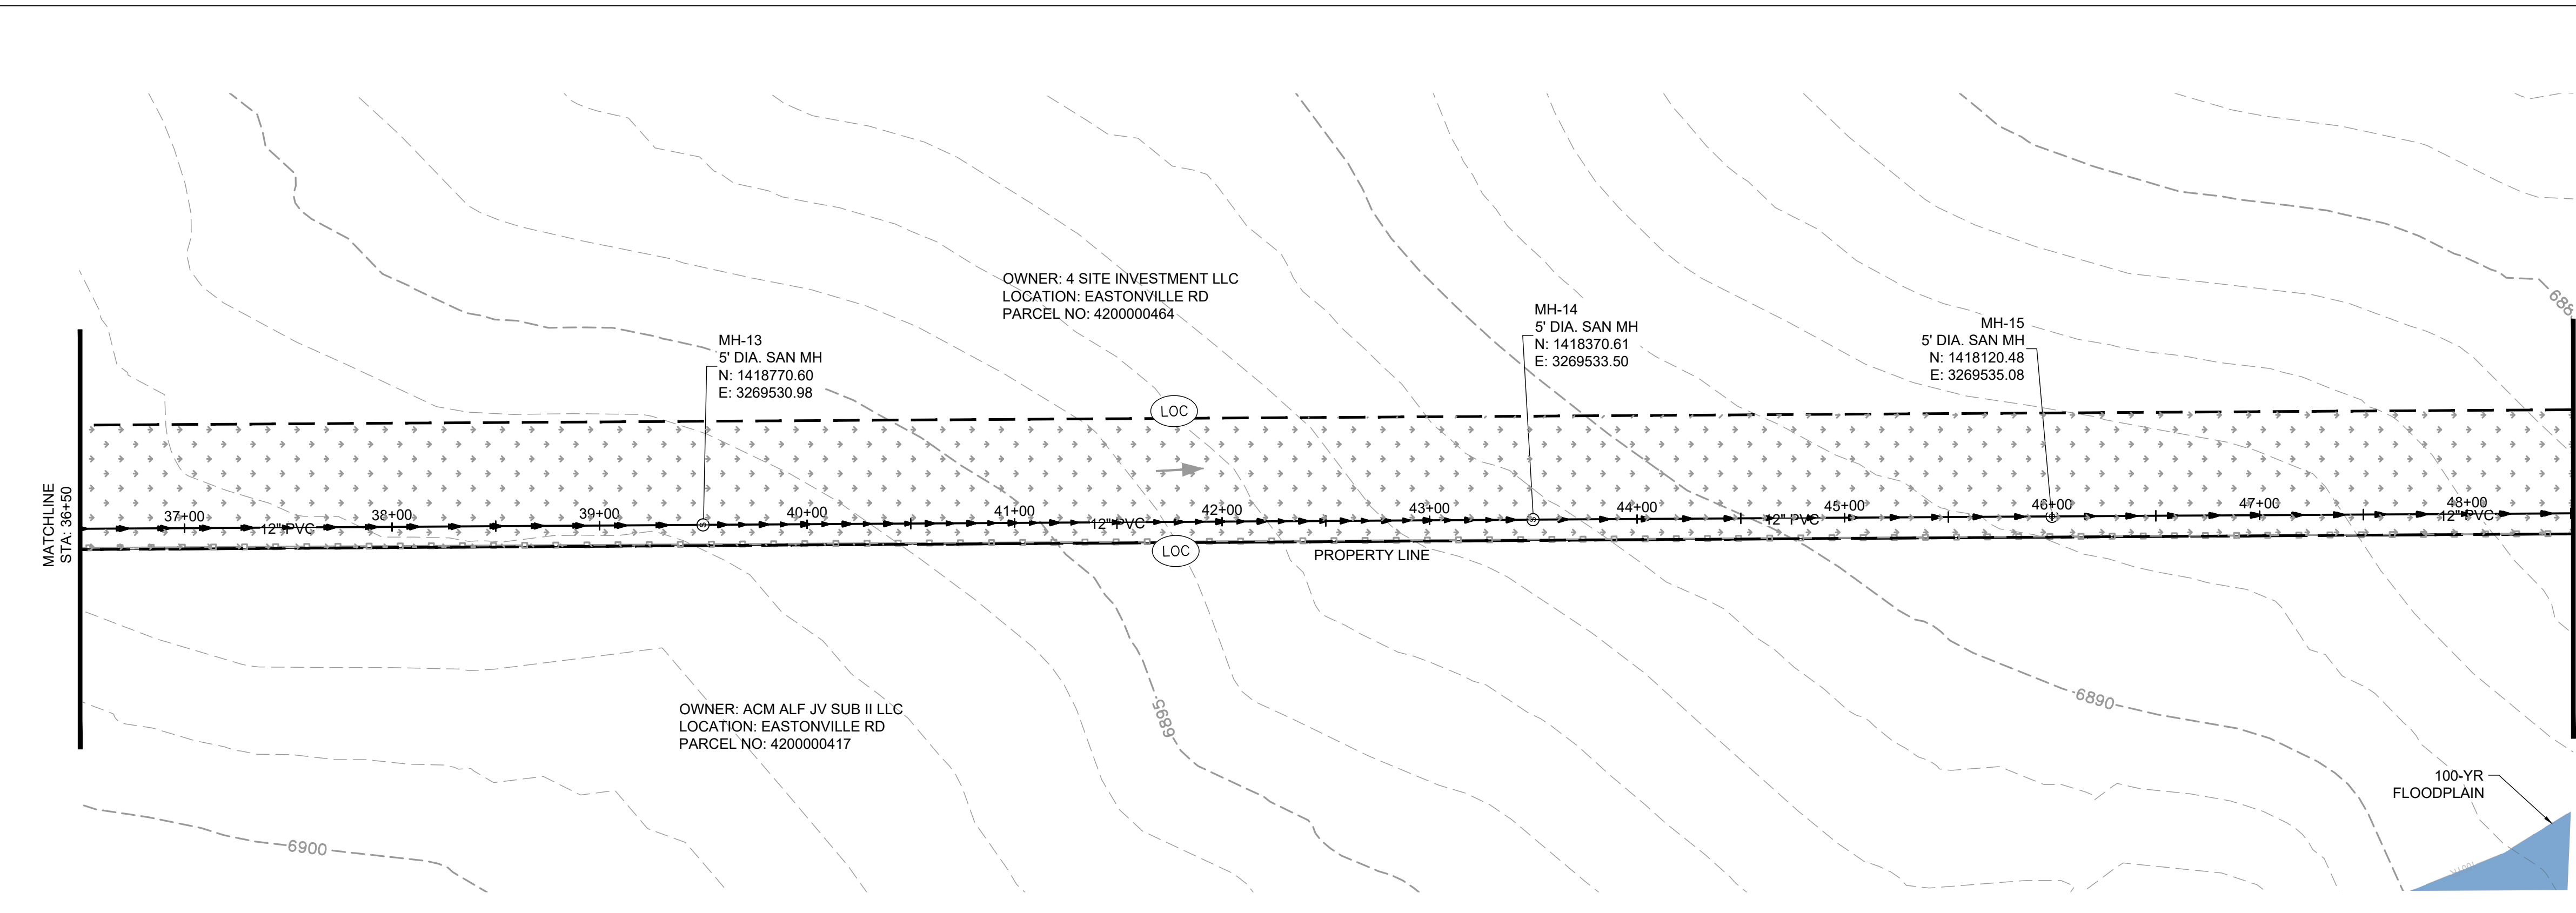 OWNER: 4 SITE INVESTMENT LLC
LOCATION: EASTONVILLE RD
PARCEL NO: 4200000464
MH-14
5' DIA. SAN MH
N: 1418370.61
E: 3269533.50
MH-15
5' DIA. SAN MH
N: 1418120.48
E: 3269535.08
MH-13
5' DIA. SAN MH
N: 1418770.60
E: 3269530.98
LOC
MATCHLINE
STA: 36+50
37+00
38+00
39+00
40+00
41+00
42+00
43+00
44+00
45+00
46+00
47+00
48+00
12" PVC
12" PVC
12" PVC
12" PVC
S
S
LOC
PROPERTY LINE
6895
6890
OWNER: ACM ALF JV SUB II LLC
LOCATION: EASTONVILLE RD
PARCEL NO: 4200000417
100-YR
FLOODPLAIN
6900